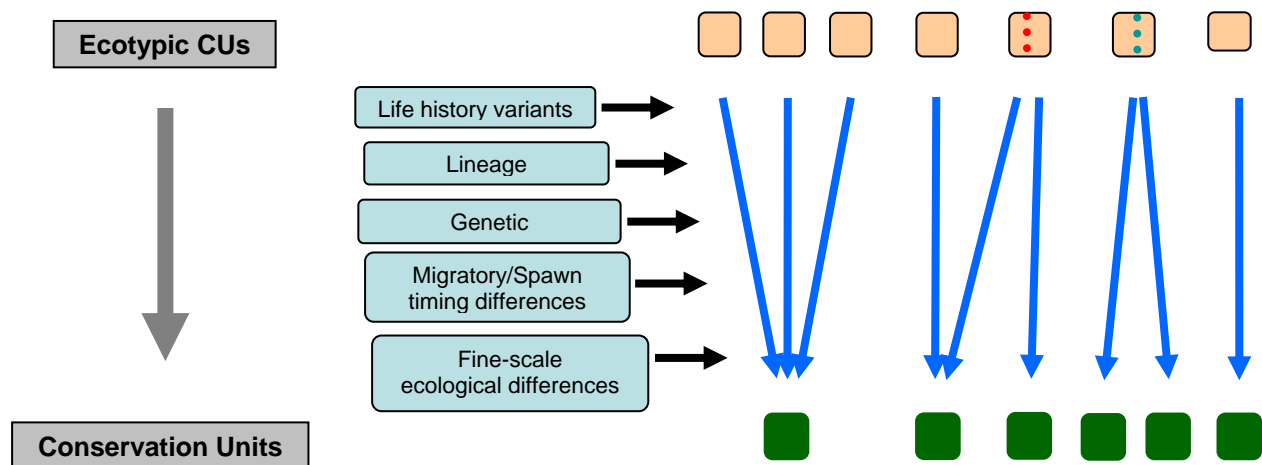 Ecotypic CUs
Life history variants
Lineage
Genetic
Migratory/Spawn
timing differences
Fine-scale
ecological differences
Conservation Units